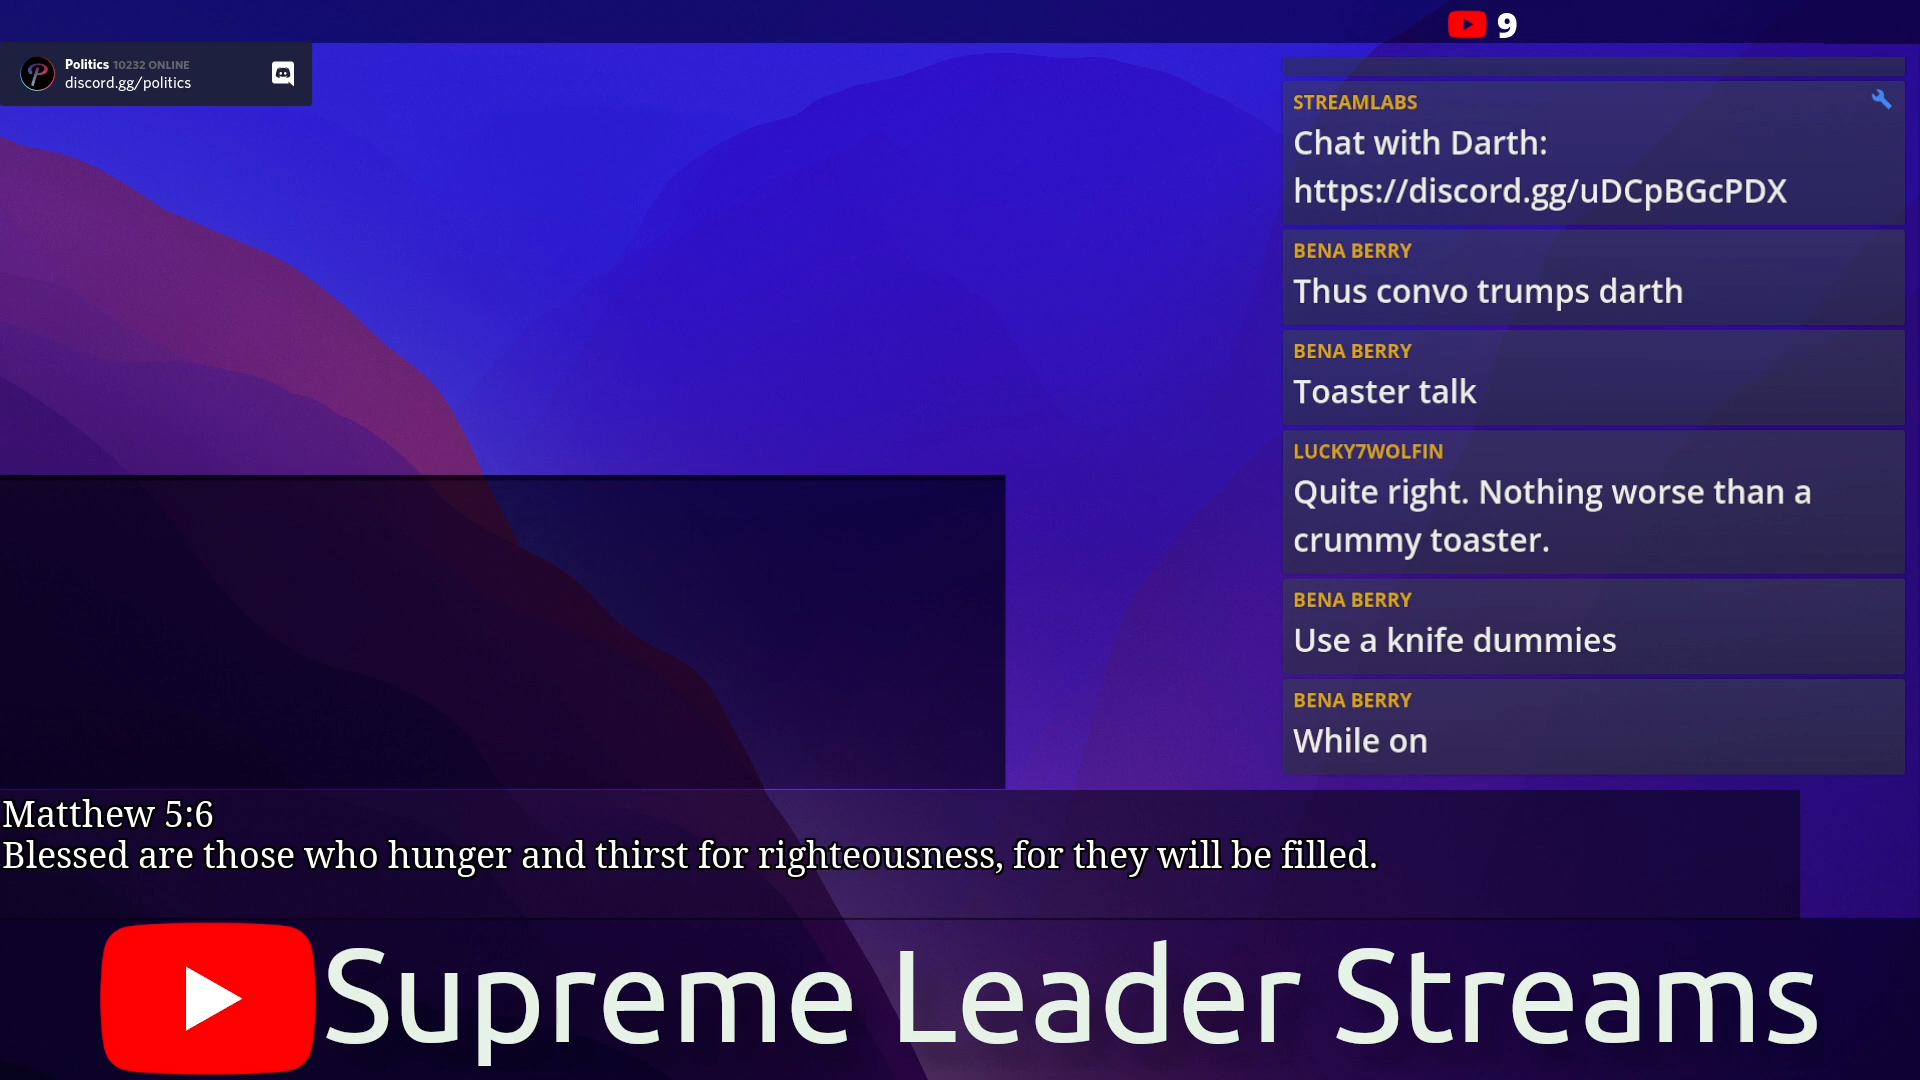 9
Politics 10232 ONLINE
discord.gg/politics
STREAMLABS
Chat with Darth:
https://discord.gg/uDCpBGcPDX
BENA BERRY
Thus convo trumps darth
BENA BERRY
Toaster talk
LUCKY7WOLFIN
Quite right. Nothing worse than a
crummy toaster.
BENA BERRY
Use a knife dummies
BENA BERRY
While on
Matthew 5:6
Blessed are those who hunger and thirst for righteousness, for they will be filled.
Supreme Leader Streams